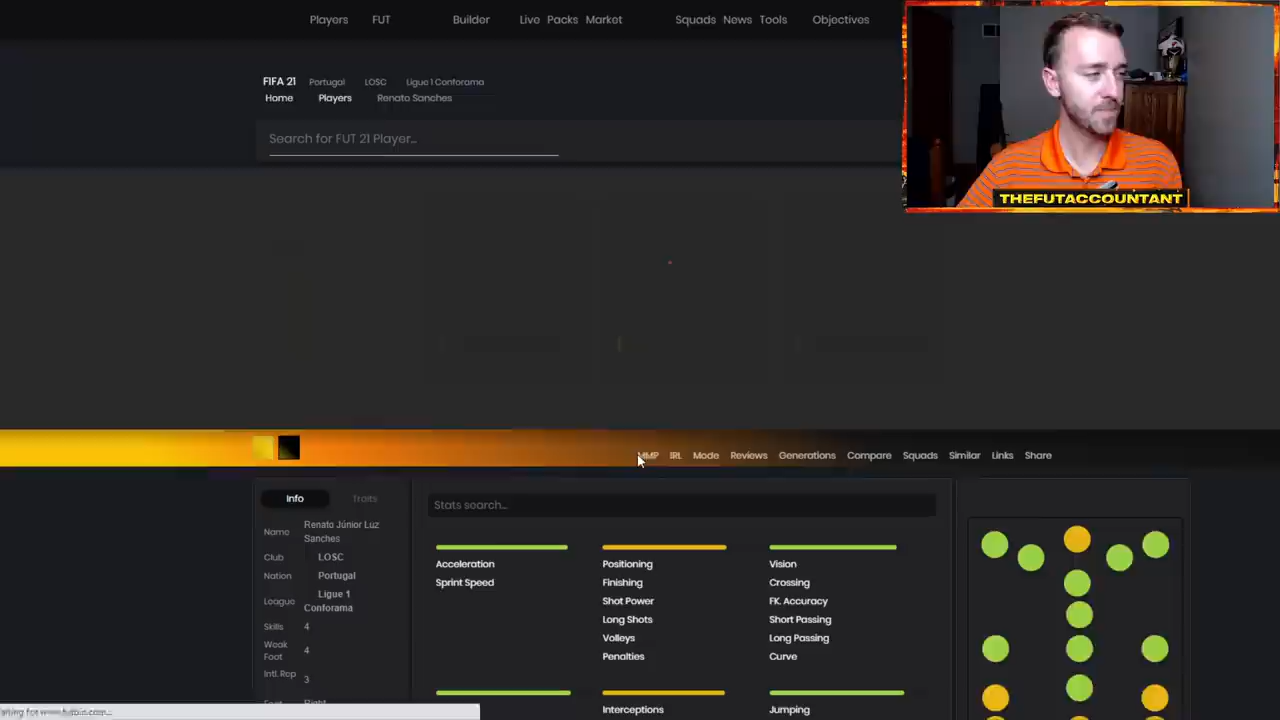 Players FUT Builder Live Packs Market Squads News Tools Objectives
FIFA 21 Portugal LOSC Ligue 1 Conforama
Home Players Renato Sanches
Search for FUT 21 Player...
THEFUTACCOUNTANT
IRL Mode Reviews Generations Compare Squads Similar Links Share
Info Traits
Stats search...
Name Renato Júnior Luz
Sanches
Club LOSC
Nation Portugal
League Ligue 1
Conforama
Skills 4
Weak
Foot 4
Intl. Rep 3
Right
Acceleration
Sprint Speed
Positioning
Finishing
Shot Power
Long Shots
Volleys
Penalties
Vision
Crossing
FK. Accuracy
Short Passing
Long Passing
Curve
Interceptions
Jumping